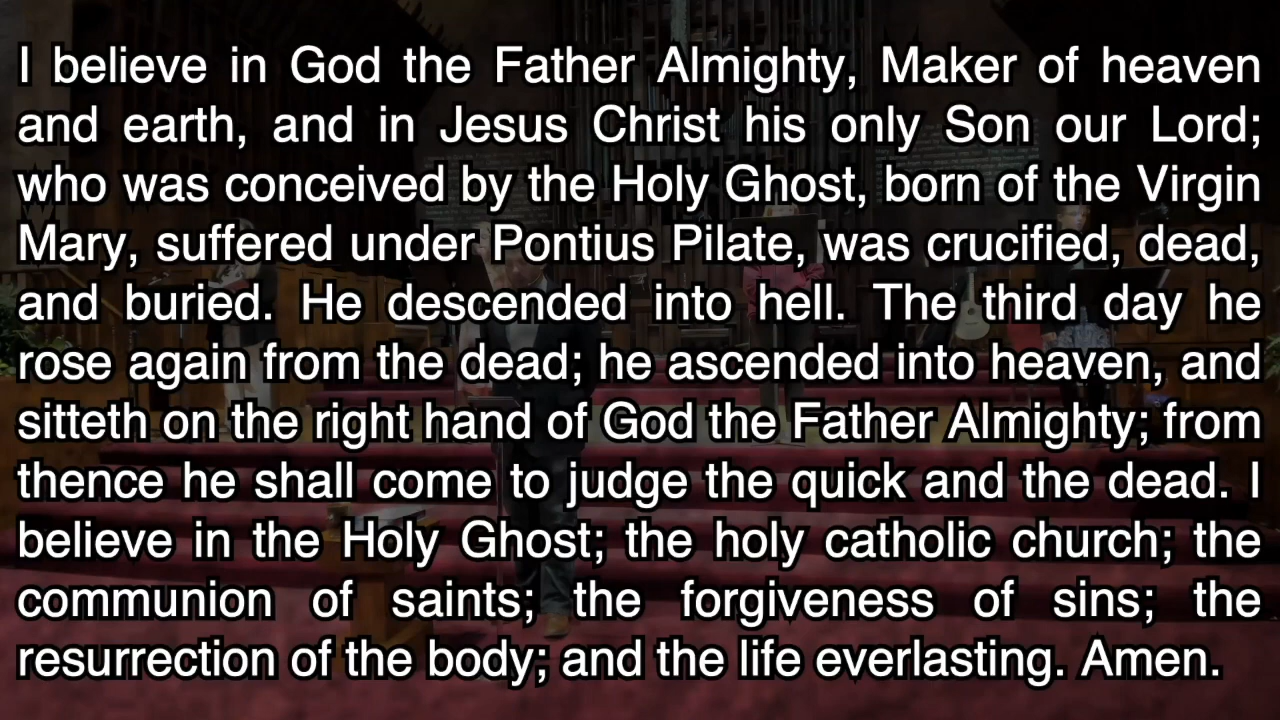 I believe in God the Father Almighty, Maker of heaven
and earth, and in Jesus Christ his only Son our Lord;
who was conceived by the Holy Ghost, born of the Virgin
Mary, suffered under Pontius Pilate, was crucified, dead,
and buried. He descended into hell. The third day he
rose again from the dead; he ascended into heaven, and
sitteth on the right hand of God the Father Almighty; from
thence he shall come to judge the quick and the dead. I
believe in the Holy Ghost; the holy catholic church; the
communion of saints; the forgiveness of sins; the
resurrection of the body; and the life everlasting. Amen.